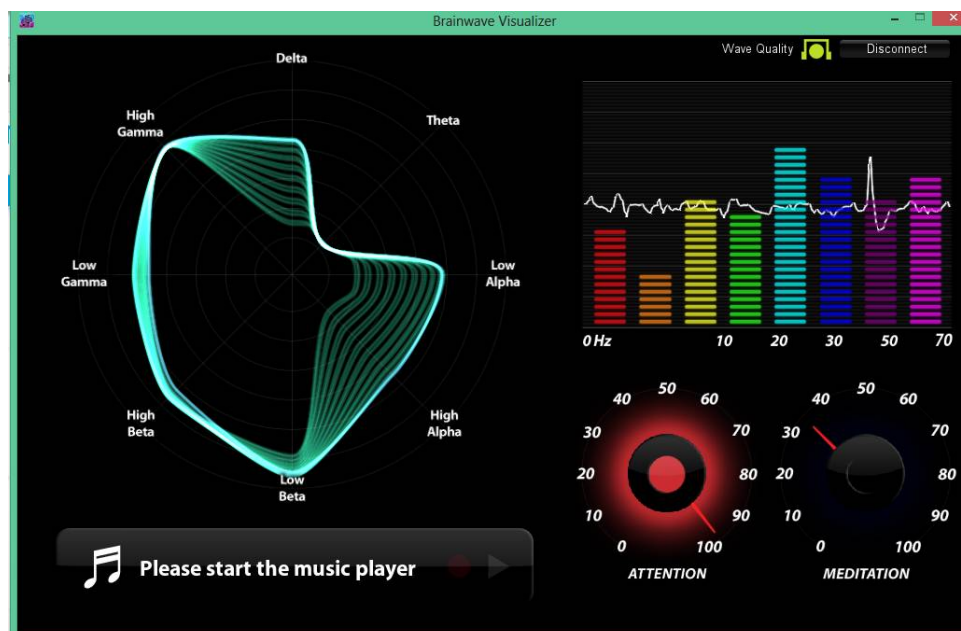 Brainwave Visualizer
Wave Quality
Disconnect
Delta
Theta
Low
Alpha
High
Alpha
Low
Beta
High
Beta
Low
Gamma
High
Gamma
0 Hz 10 20 30 50 70
0 10 20 30 40 50 60 70 80 90 100
ATTENTION
0 10 20 30 40 50 60 70 80 90 100
MEDITATION
Please start the music player